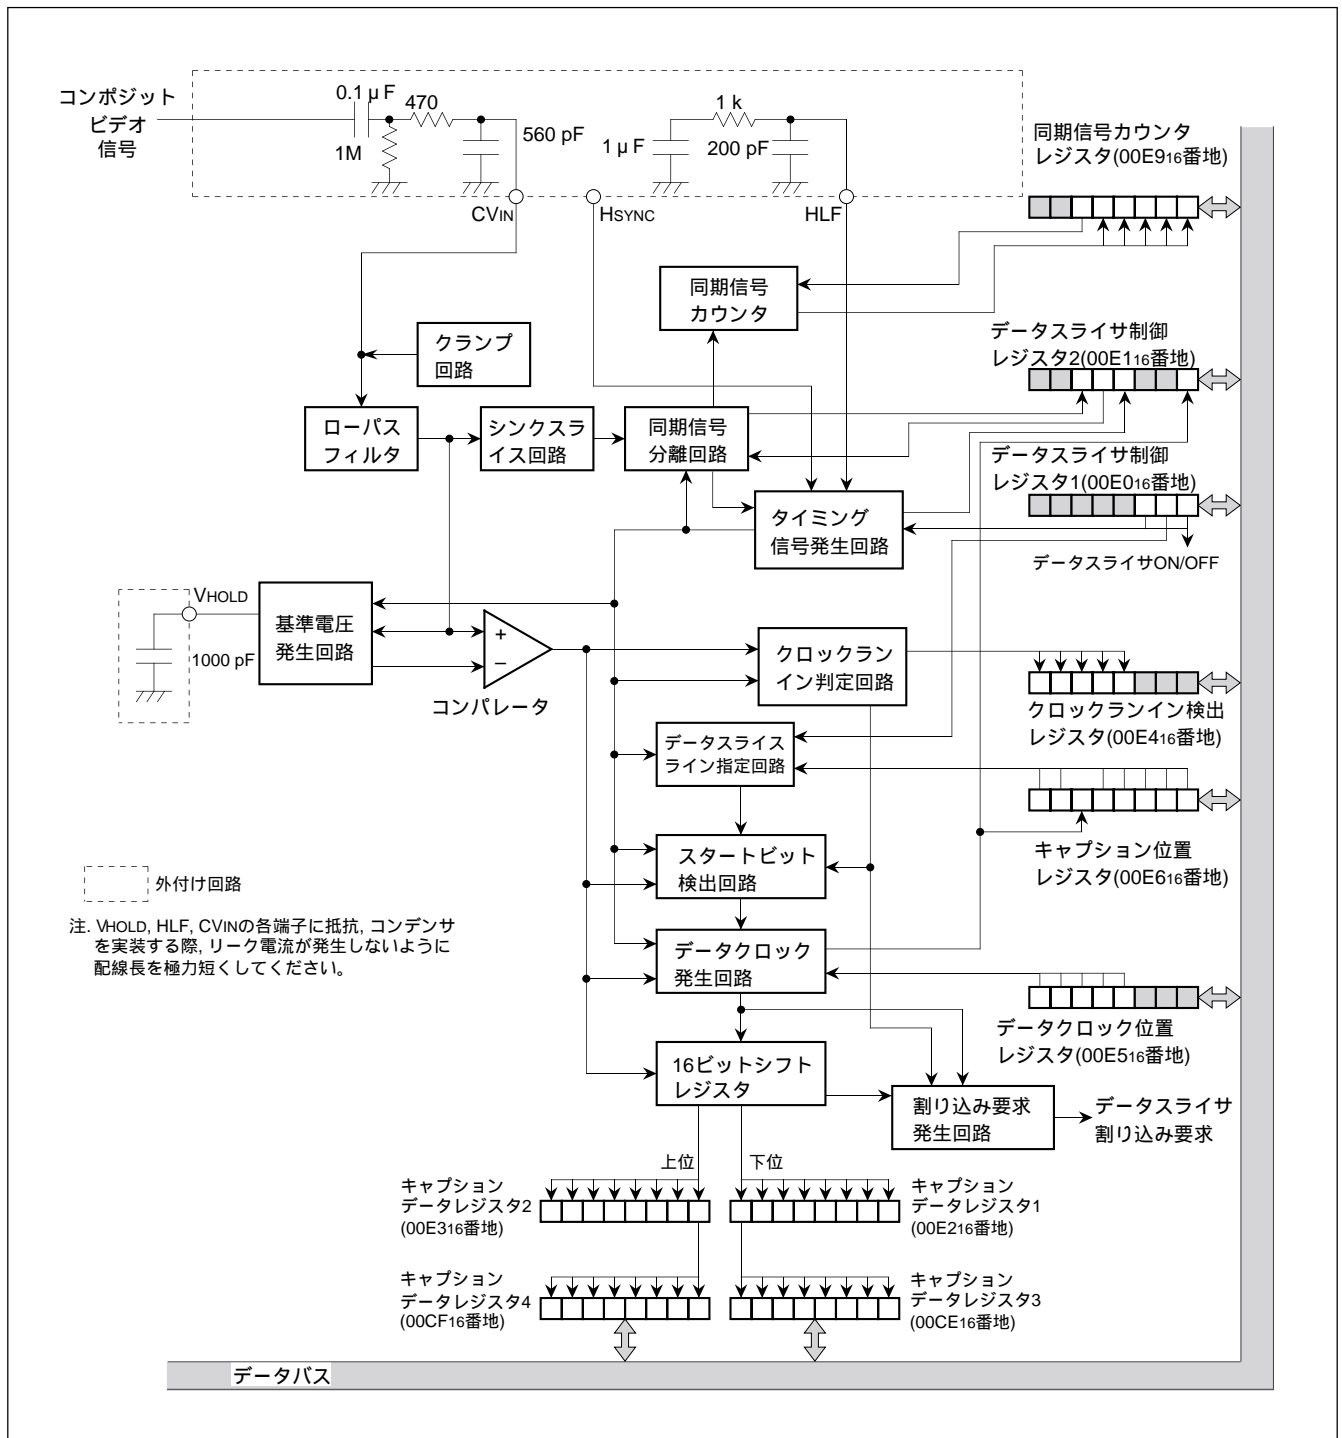 コンポジット
ビデオ
信号
0.1 μF
470
1M
560 pF
1 μF
1 k
200 pF
CVIN
HSYNC
HLF
同期信号カウンタ
レジスタ(00E916番地)
同期信号
カウンタ
クランプ
回路
データスライサ制御
レジスタ2(00E116番地)
ローパス
フィルタ
シンクスラ
イス回路
同期信号
分離回路
データスライサ制御
レジスタ1(00E016番地)
タイミング
信号発生回路
データスライサON/OFF
VHOLD
1000 pF
基準電圧
発生回路
+
−
コンパレータ
クロックラン
イン判定回路
クロックランイン検出
レジスタ(00E416番地)
データスライス
ライン指定回路
スタートビット
検出回路
キャプション位置
レジスタ(00E616番地)
外付け回路
注. VHOLD, HLF, CVINの各端子に抵抗, コンデンサ
を実装する際, リーク電流が発生しないように
配線長を極力短くしてください。
データクロック
発生回路
データクロック位置
レジスタ(00E516番地)
16ビットシフト
レジスタ
割り込み要求
発生回路
データスライサ
割り込み要求
上位
下位
キャプション
データレジスタ2
(00E316番地)
キャプション
データレジスタ1
(00E216番地)
キャプション
データレジスタ4
(00CF16番地)
キャプション
データレジスタ3
(00CE16番地)
データバス